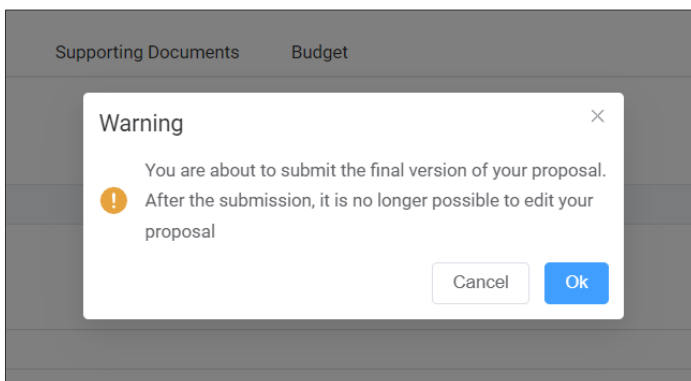 Supporting Documents Budget
Warning
You are about to submit the final version of your proposal.
After the submission, it is no longer possible to edit your
proposal
Cancel Ok